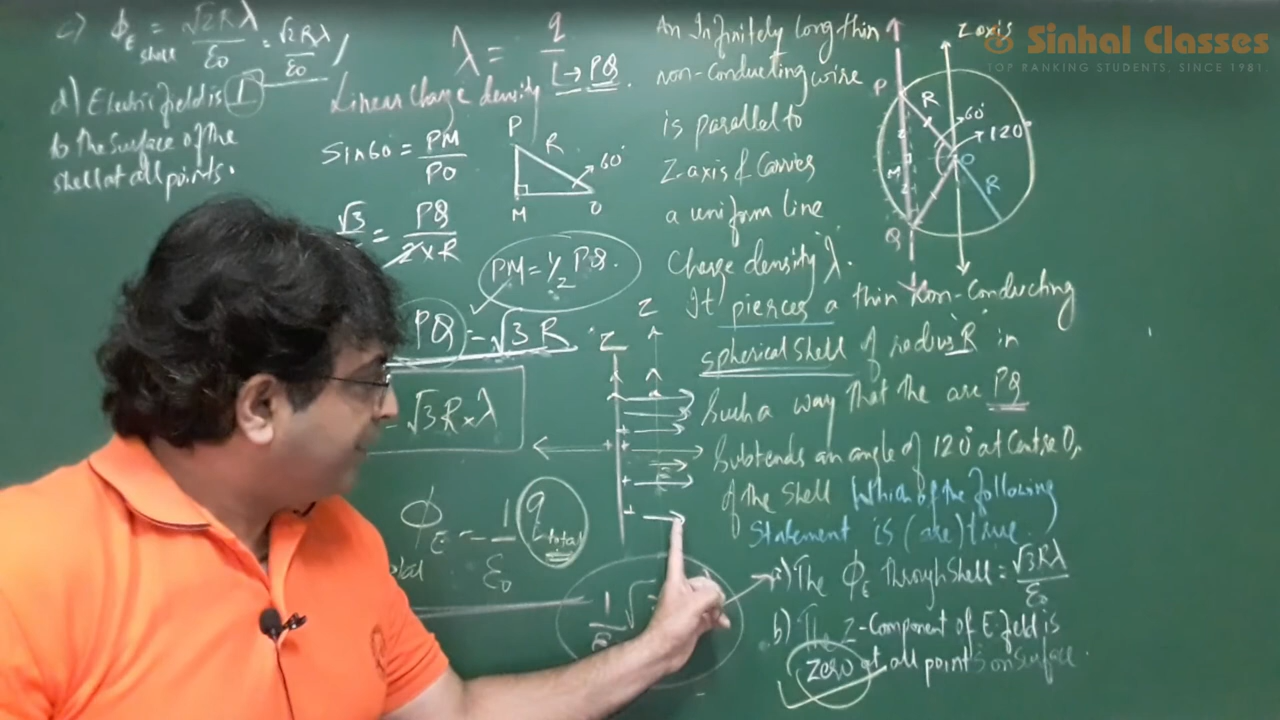 c) ϕE shell = √2Rλ/ε₀ = √2Rλ/ε₀
d) Electric field is ⊥
to the surface of the
shell at all points.
λ = q/L → PQ.
Linear charge density
Sin60 = PM/PO
P
R
60°
M
O
√3 = PQ/2×R
PM = ½ PQ.
PQ = √3 R
= √3 R × λ
ϕE = 1/ε₀ q total
Z
Z
E
An Infinitely long thin
non-conducting wire
is parallel to
Z-axis & Carries
a uniform line
Charge density λ.
It pierces a thin Non-Conducting
spherical shell of radius R in
Such a way that the arc PQ
Subtends an angle of 120° at Centre O,
of the Shell Which of the following
Statement is (are) true.
a) The ϕE Through Shell = √3Rλ/ε₀
b) The Z-Component of E field is
zero at all points on surface.
Z axis
P
R
60°
120°
O
M
R
Q
Sinhal Classes
TOP RANKING STUDENTS, SINCE 1981.